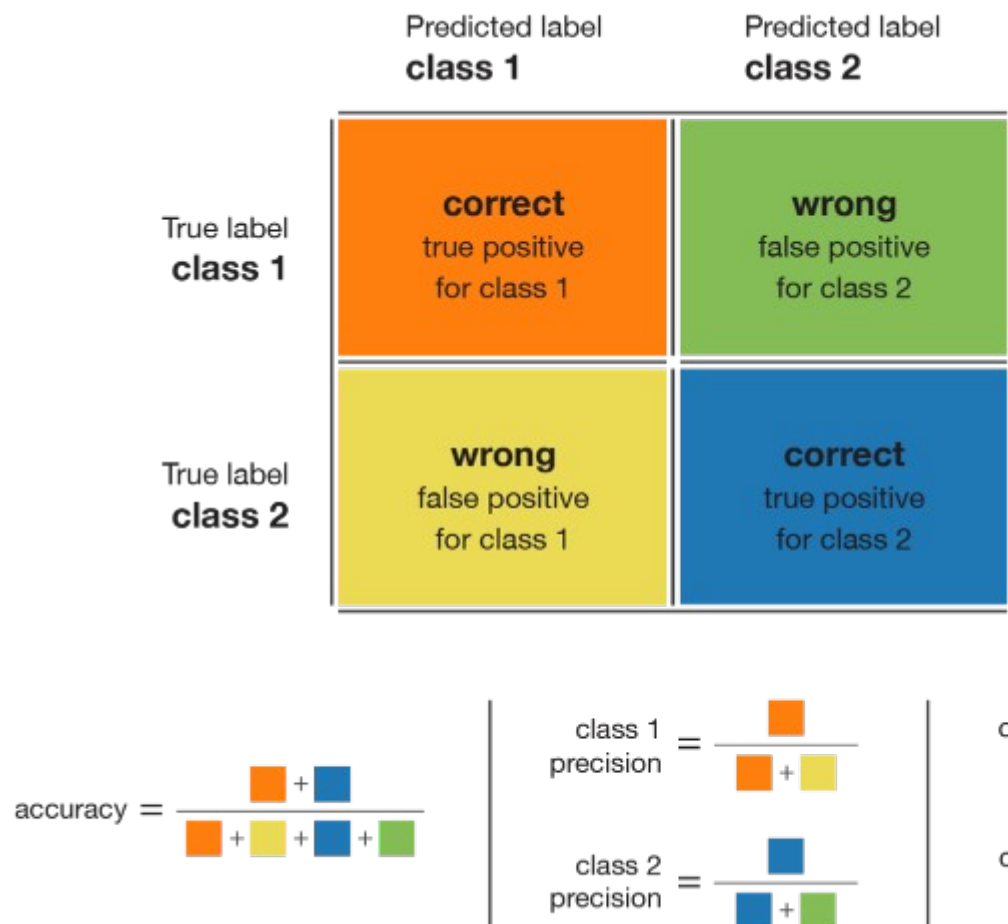 Predicted label
class 1
Predicted label
class 2
True label
class 1
correct
true positive
for class 1
wrong
false positive
for class 2
True label
class 2
wrong
false positive
for class 1
correct
true positive
for class 2
accuracy =
+
+ + +
class 1
precision
=
+
class 2
precision
=
+